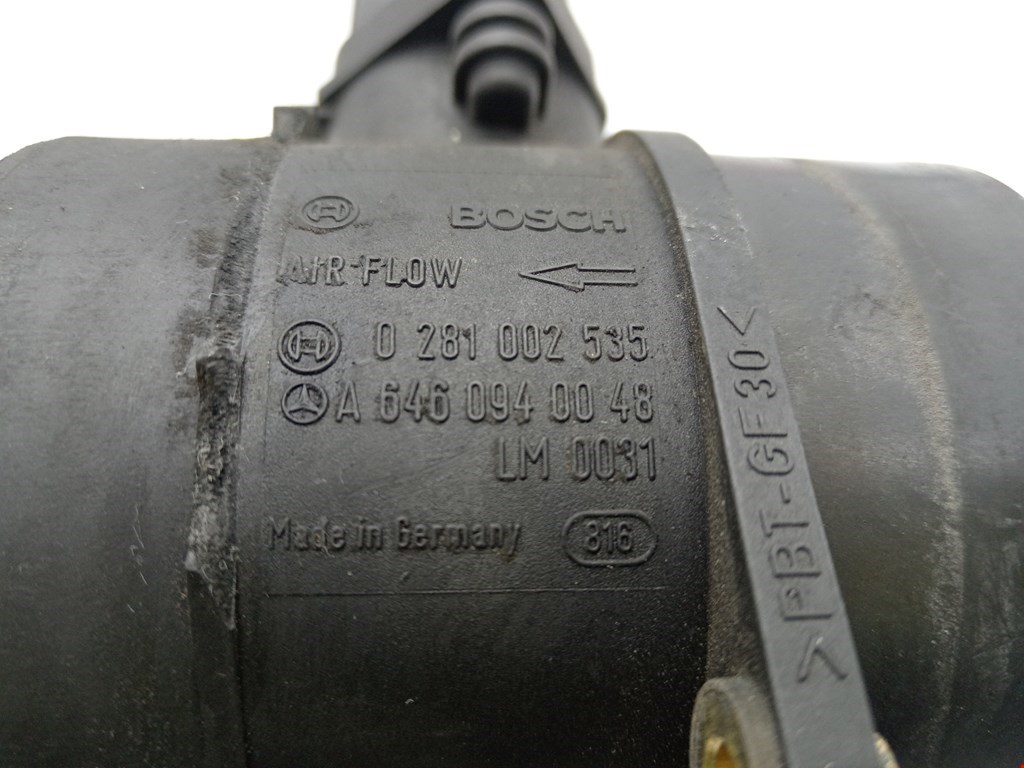 BOSCH
AIR FLOW
0 281 002 535
A 646 094 00 48
LM 0031
Made in Germany 816
>PBT-GF30<